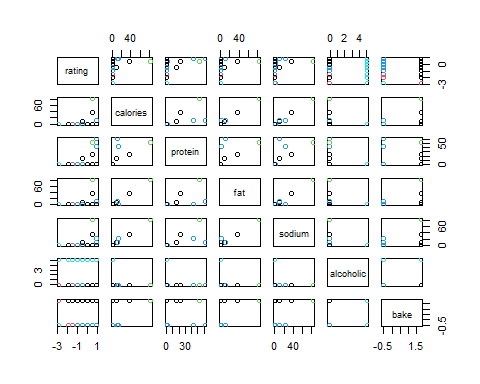 0 40
0 40
0 2 4
rating
-3 0
0 60
calories
protein
0 50
0 60
fat
sodium
0 60
0 3
alcoholic
bake
-0.5 1.5
-3 -1 1
0 30
0 40
-0.5 1.5